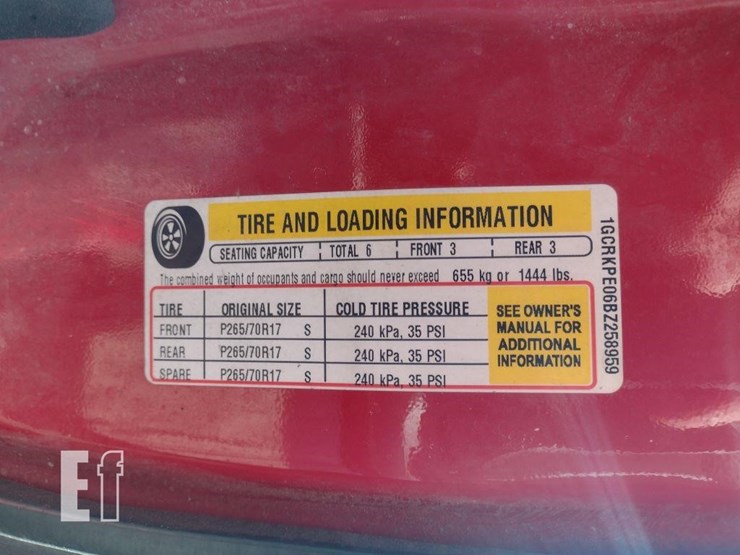 TIRE AND LOADING INFORMATION
SEATING CAPACITY TOTAL 6 FRONT 3 REAR 3
The combined weight of occupants and cargo should never exceed 655 kg or 1444 lbs.
TIRE ORIGINAL SIZE COLD TIRE PRESSURE
FRONT P265/70R17 S 240 kPa, 35 PSI
REAR P265/70R17 S 240 kPa, 35 PSI
SPARE P265/70R17 S 240 kPa, 35 PSI
SEE OWNER'S
MANUAL FOR
ADDITIONAL
INFORMATION
1GCRKPE06BZ258959
Ef